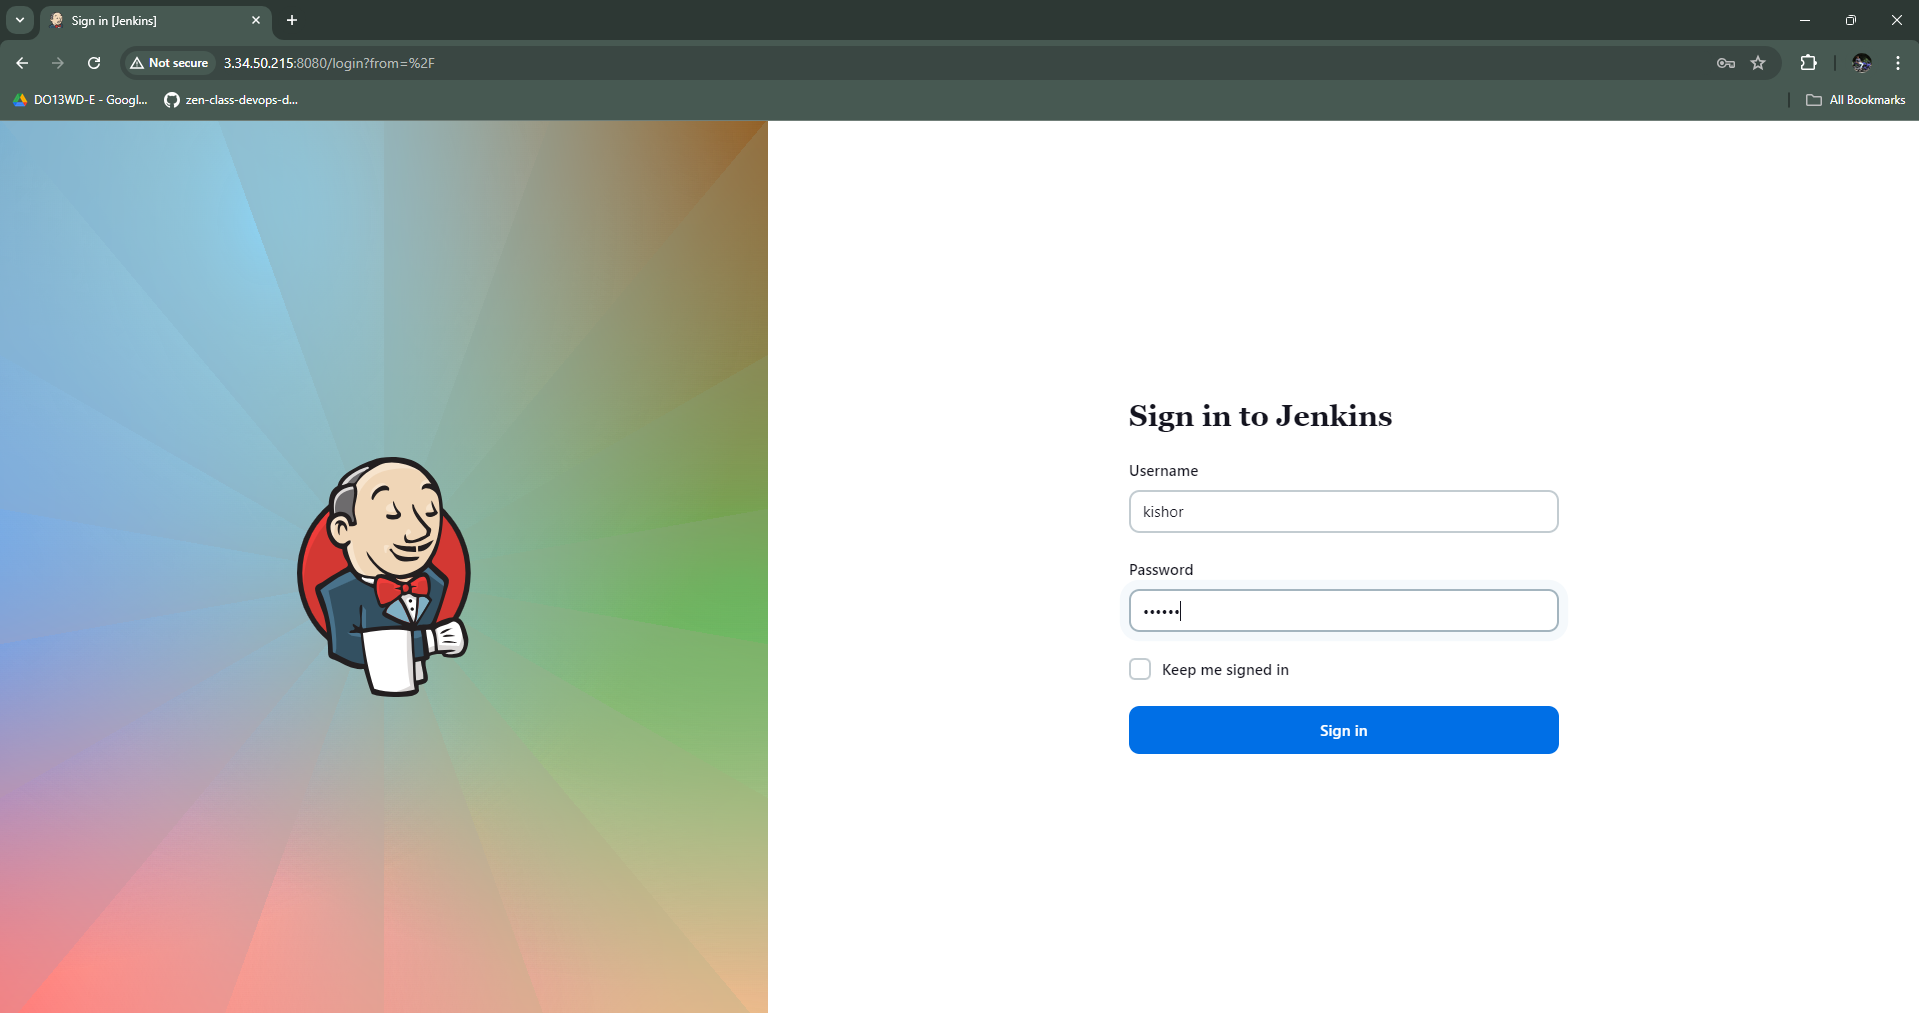 Sign in [Jenkins]
Not secure
3.34.50.215:8080/login?from=%2F
DO13WD-E - Googl...
zen-class-devops-d...
All Bookmarks
Sign in to Jenkins
Username
kishor
Password
••••••
Keep me signed in
Sign in